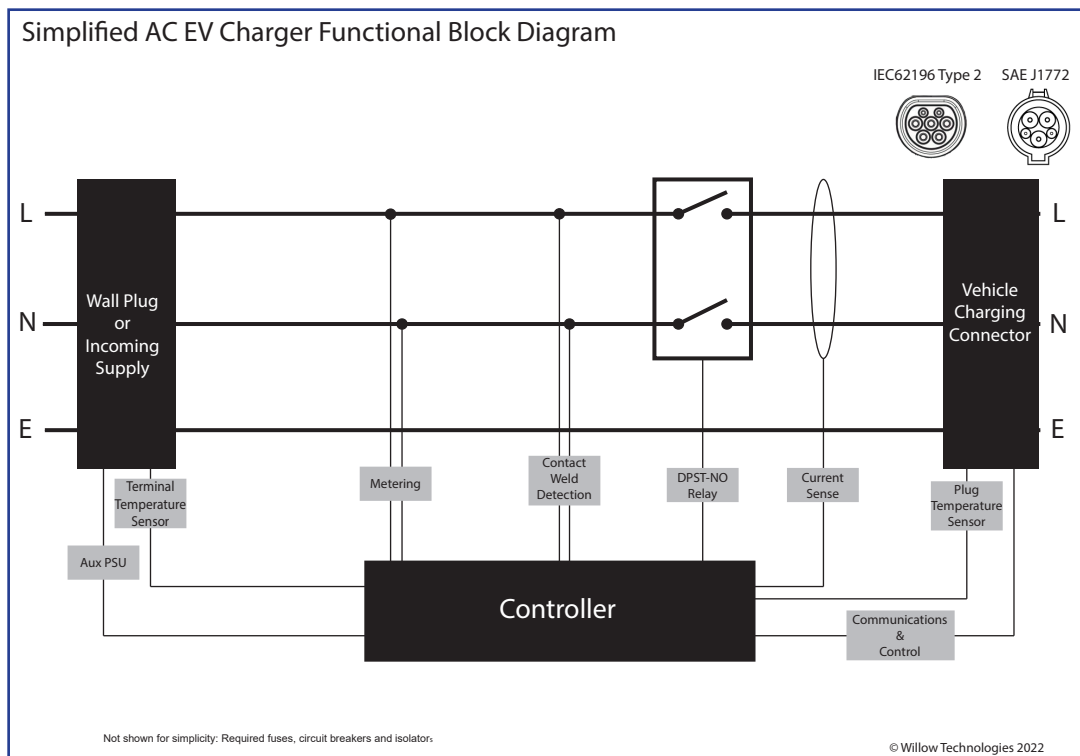 Simplified AC EV Charger Functional Block Diagram
IEC62196 Type 2
SAE J1772
L
N
E
Wall Plug
or
Incoming
Supply
Vehicle
Charging
Connector
L
N
E
Terminal
Temperature
Sensor
Aux PSU
Metering
Contact
Weld
Detection
DPST-NO
Relay
Current
Sense
Plug
Temperature
Sensor
Controller
Communications
&
Control
Not shown for simplicity: Required fuses, circuit breakers and isolators
© Willow Technologies 2022